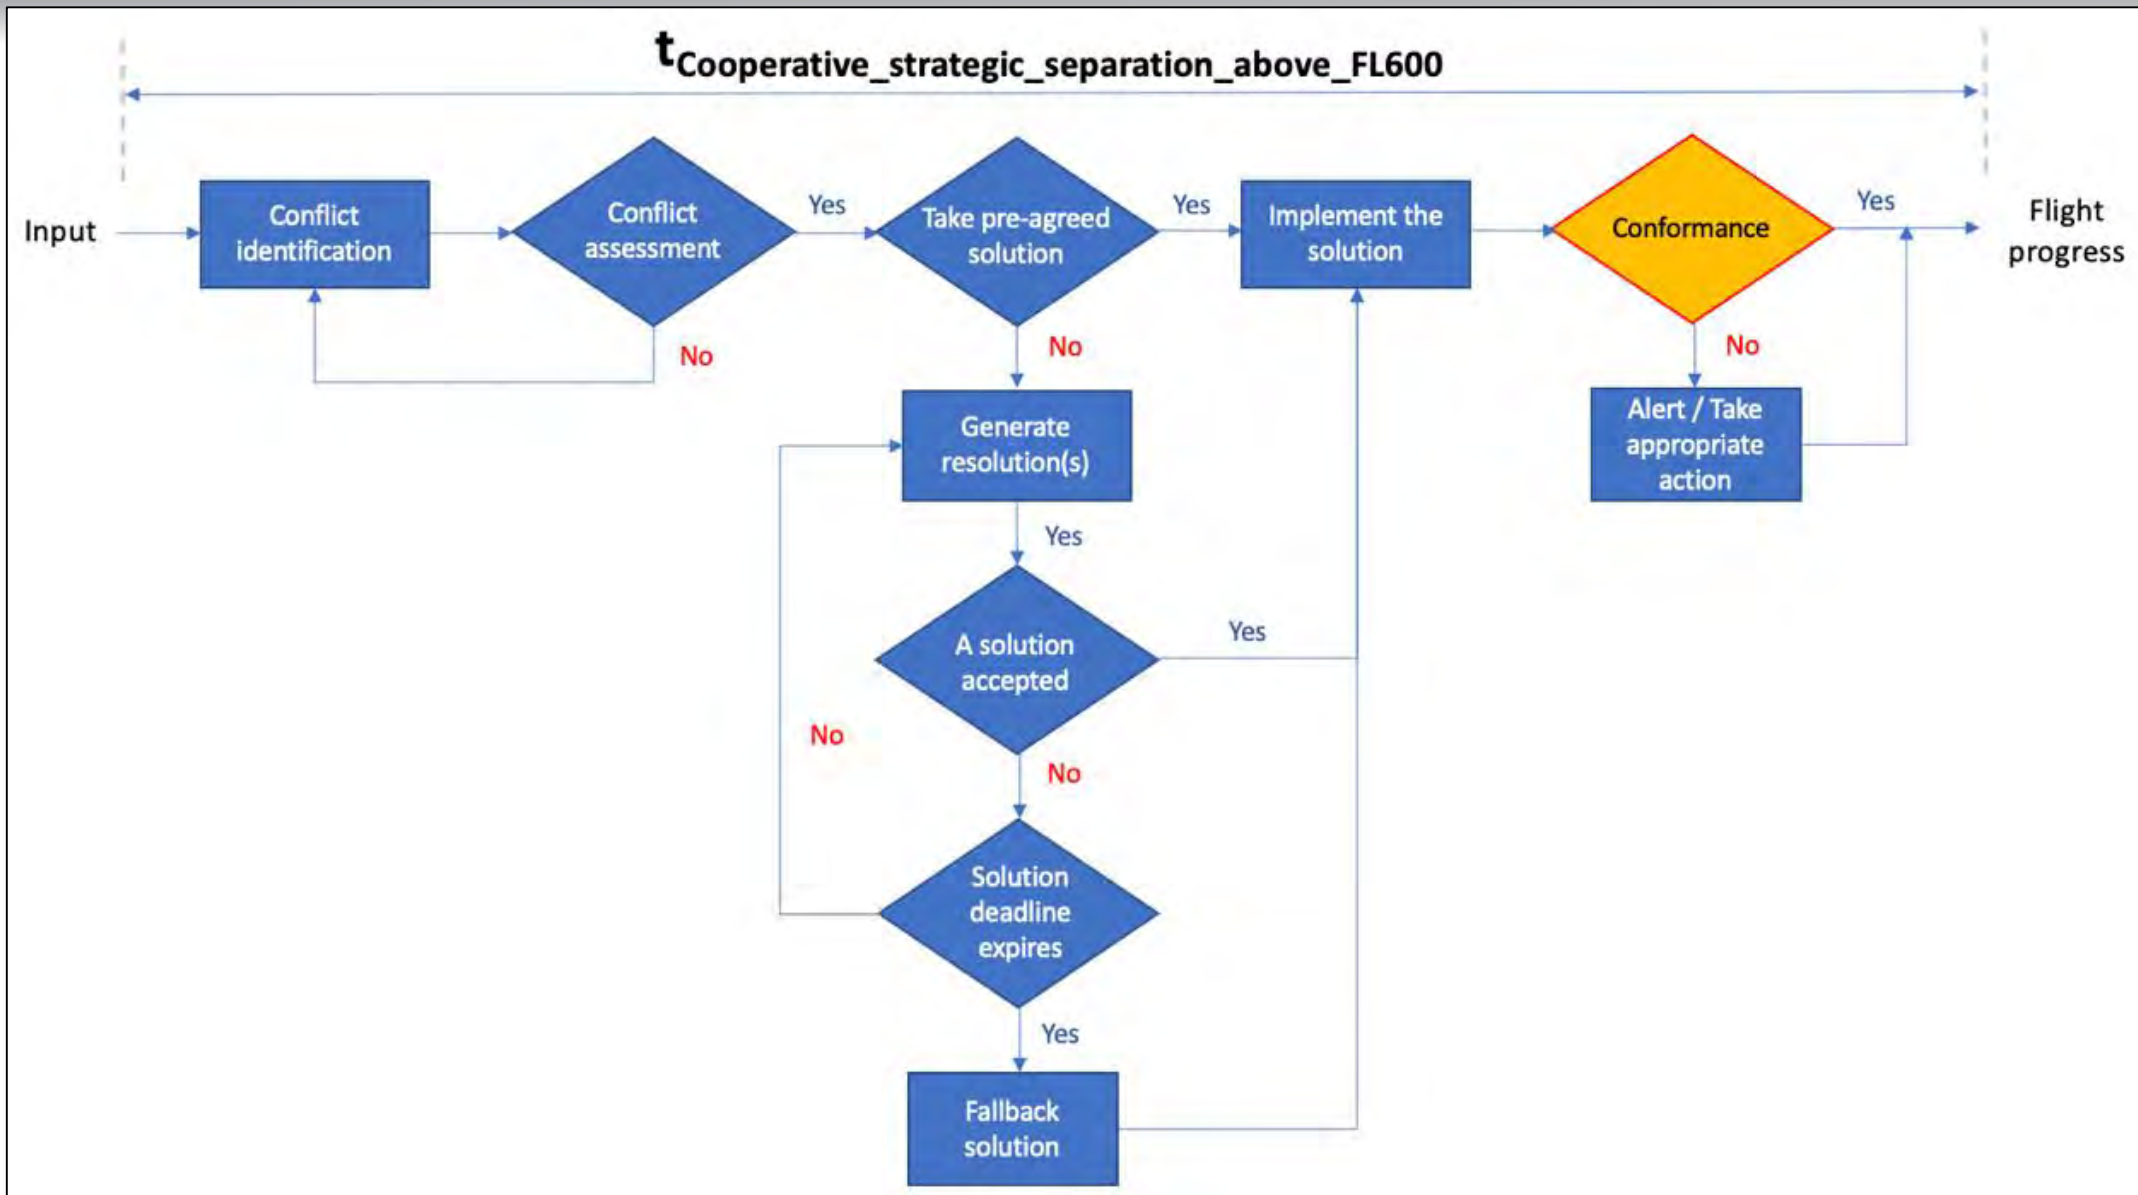 tCooperative_strategic_separation_above_FL600
Input
Conflict
identification
Conflict
assessment
Yes
No
Take pre-agreed
solution
Yes
No
Implement the
solution
Conformance
Yes
No
Flight
progress
Alert / Take
appropriate
action
Generate
resolution(s)
Yes
A solution
accepted
Yes
No
No
Solution
deadline
expires
Yes
Fallback
solution